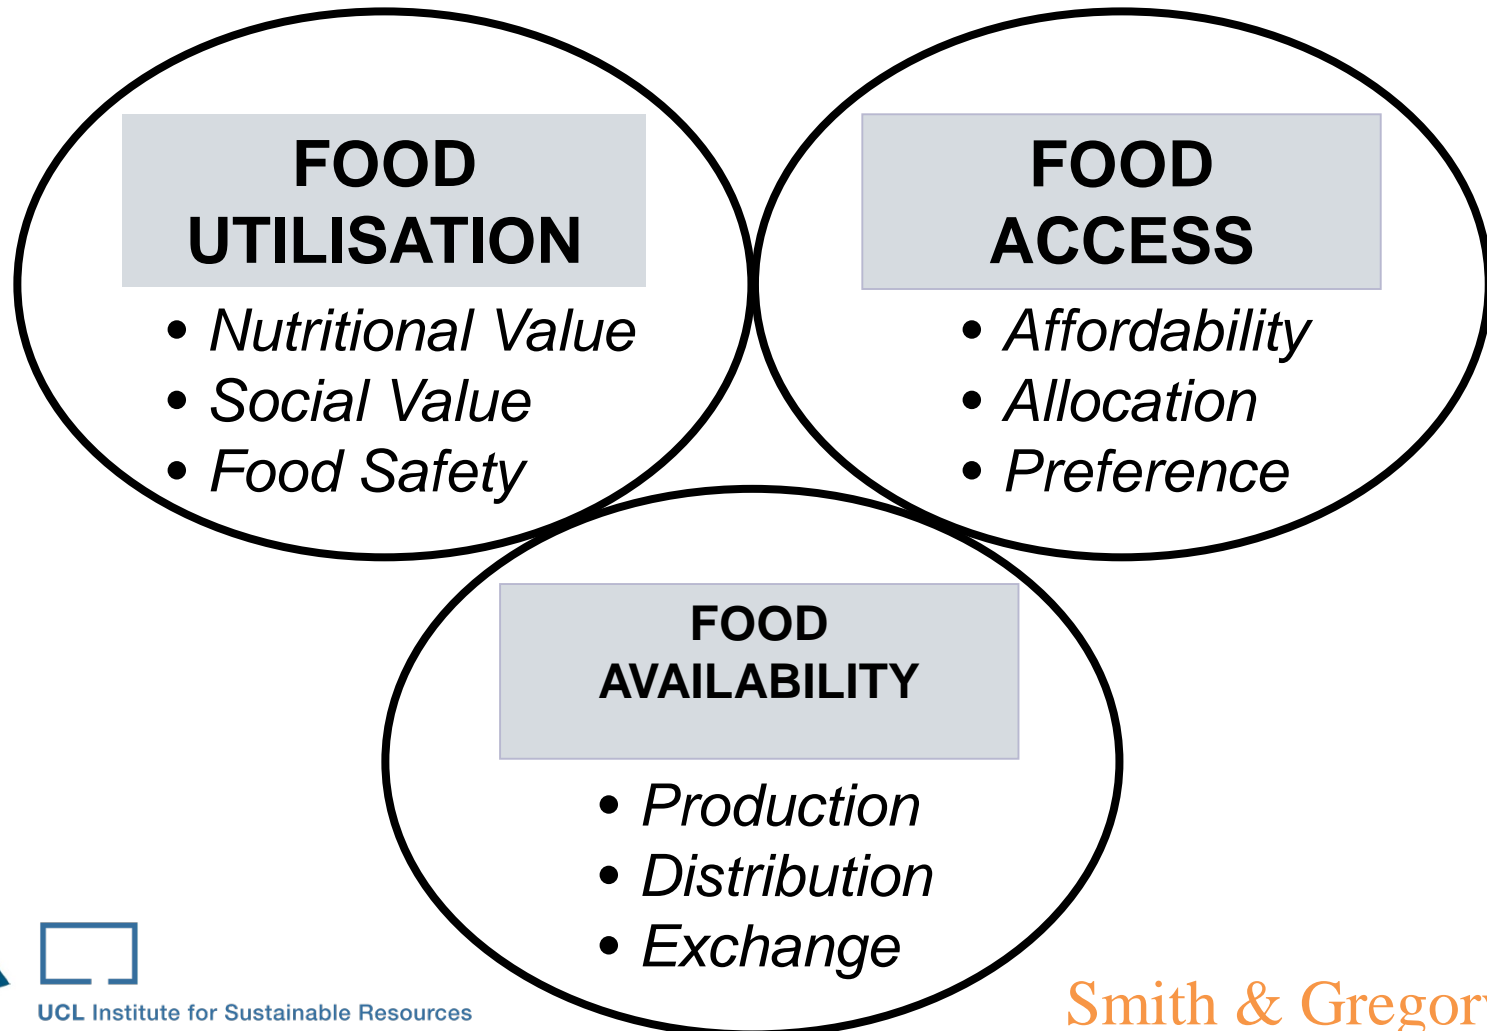 FOOD
UTILISATION
• Nutritional Value
• Social Value
• Food Safety
FOOD
ACCESS
• Affordability
• Allocation
• Preference
FOOD
AVAILABILITY
• Production
• Distribution
• Exchange
UCL Institute for Sustainable Resources
Smith & Gregory